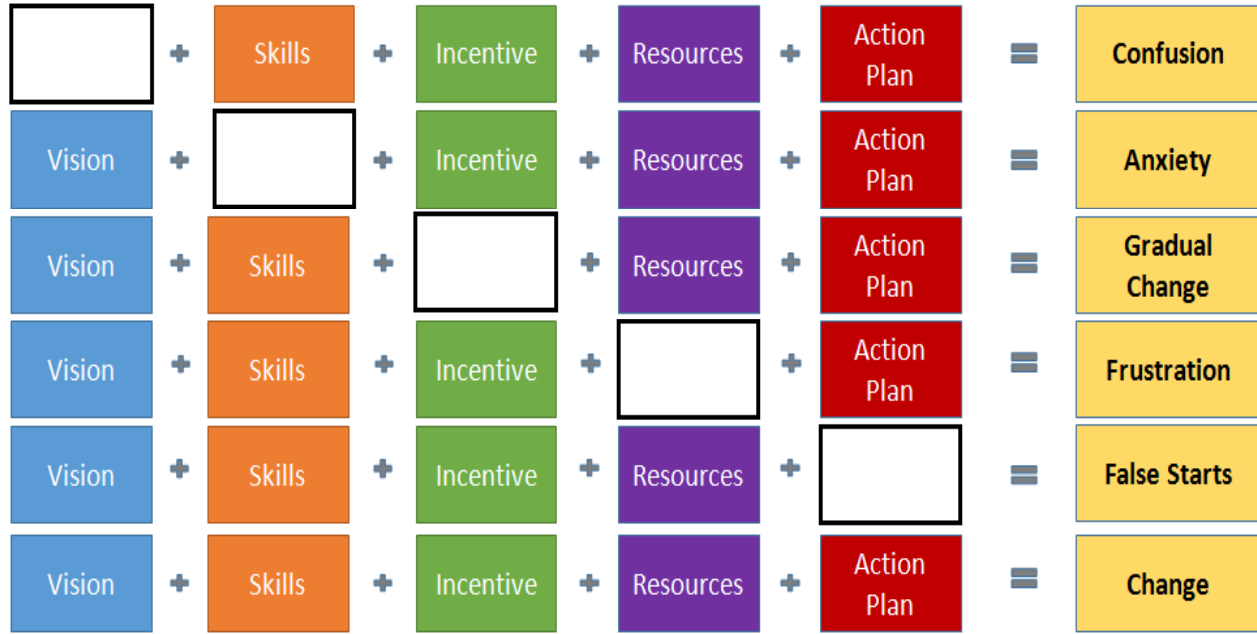 + Skills + Incentive + Resources + Action Plan = Confusion
Vision + + Incentive + Resources + Action Plan = Anxiety
Vision + Skills + + Resources + Action Plan = Gradual Change
Vision + Skills + Incentive + + Action Plan = Frustration
Vision + Skills + Incentive + Resources + = False Starts
Vision + Skills + Incentive + Resources + Action Plan = Change